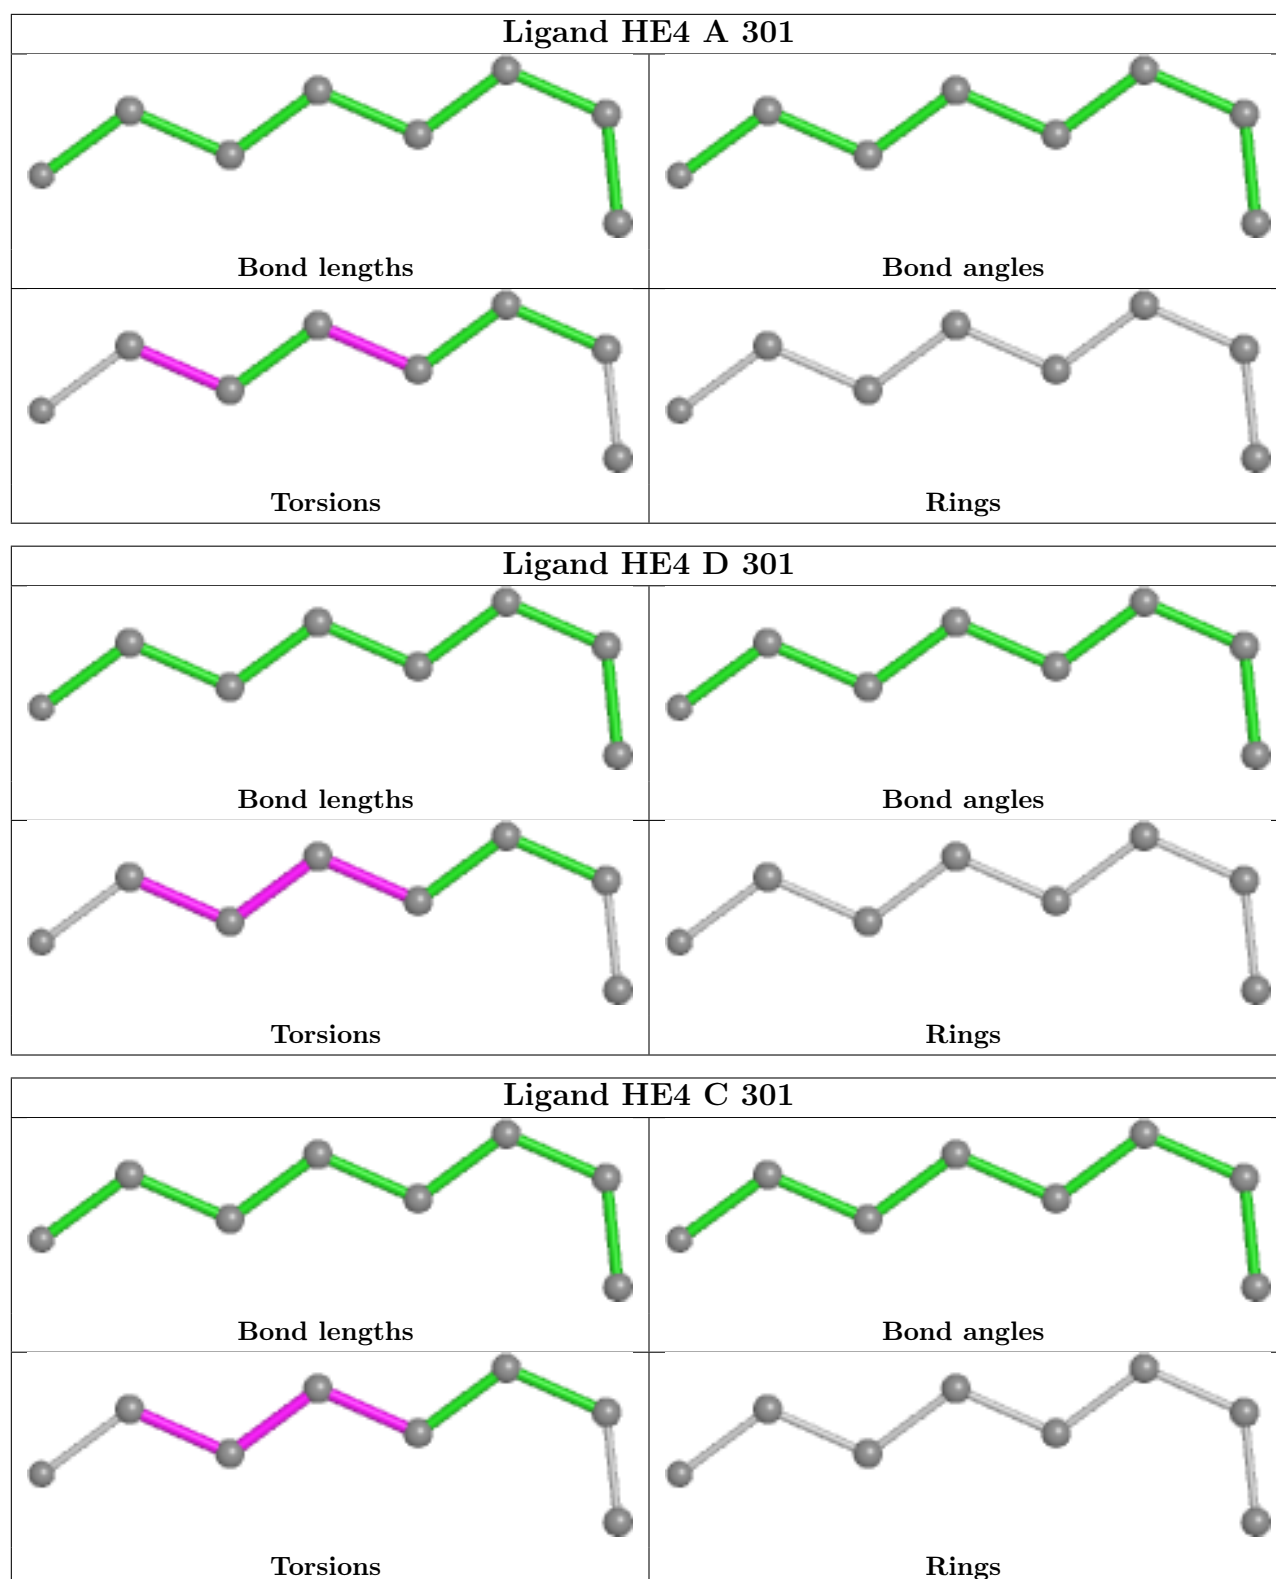 Ligand HE4 A 301
Bond lengths
Bond angles
Torsions
Rings
Ligand HE4 D 301
Bond lengths
Bond angles
Torsions
Rings
Ligand HE4 C 301
Bond lengths
Bond angles
Torsions
Rings